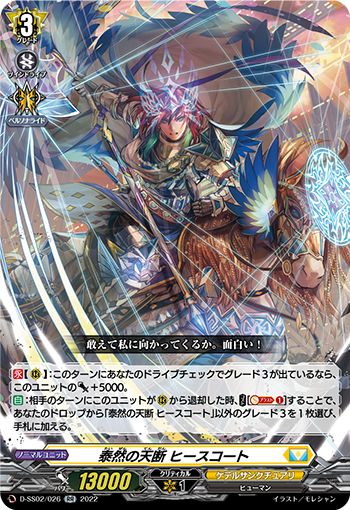 3
グレード
ツインドライブ
ペルソナライド
敢えて私に向かってくるか。面白い！
永【V】：このターンにあなたのドライブチェックでグレード３が出ているなら、
このユニットの+5000。
自：相手のターンにこのユニットが(R)から退却した時、【コスト】【(1)】することで、
あなたのドロップから「泰然の天断 ヒースコート」以外のグレード３を１枚選び、
手札に加える。
ノーマルユニット
泰然の天断 ヒースコート
パワー
13000
クリティカル
1
ケテルサンクチュアリ
ヒューマン
D-SS02/026 RR 2022
イラスト／モレシャン